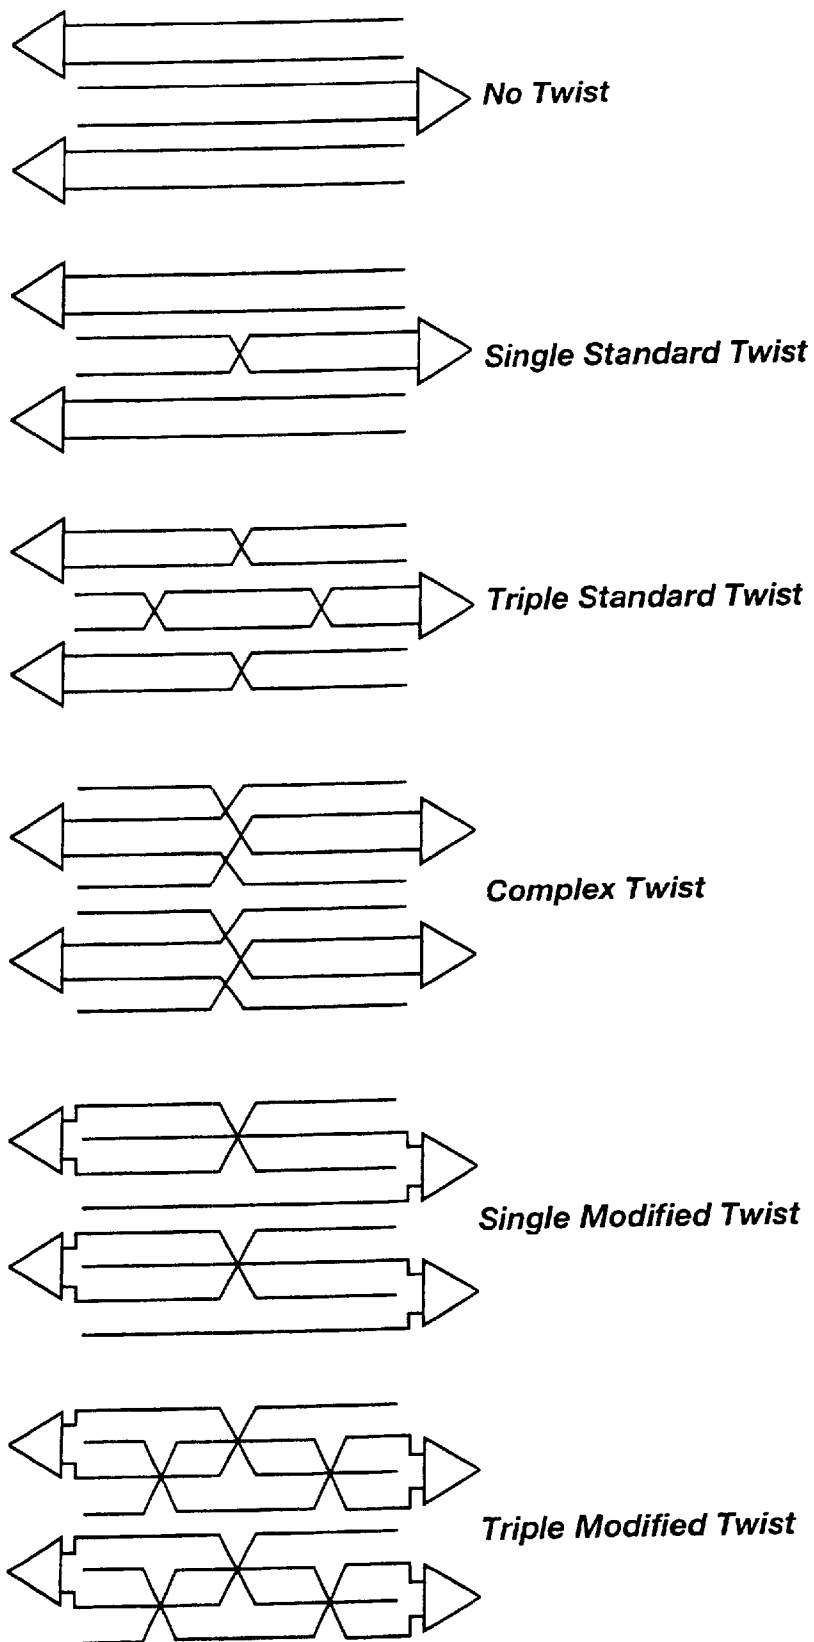 No Twist
Single Standard Twist
Triple Standard Twist
Complex Twist
Single Modified Twist
Triple Modified Twist